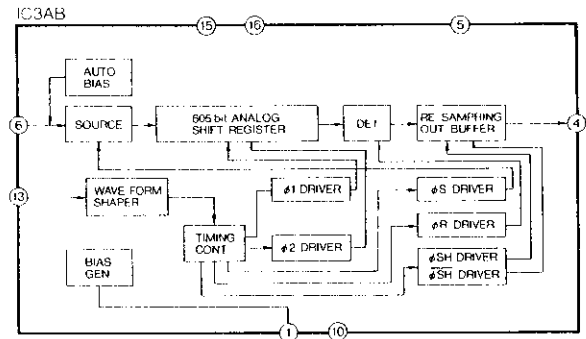 IC3AB
15
16
5
AUTO
BIAS
6
SOURCE
605 bit ANALOG
SHIFT REGISTER
DET
RE SAMPRING
OUT BUFFER
4
13
WAVE FORM
SHAPER
φ1 DRIVER
φS DRIVER
TIMING
CONT
φR DRIVER
φ2 DRIVER
BIAS
GEN
φSH DRIVER
φSH DRIVER
1
10